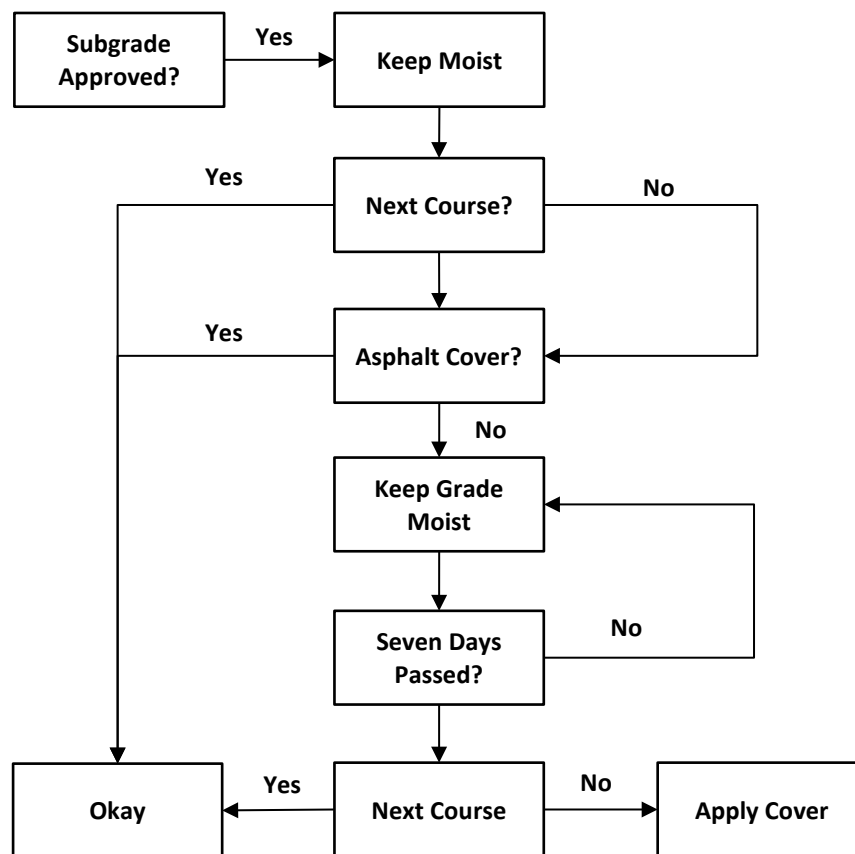 Subgrade
Approved?
Yes
Keep Moist
Yes
Next Course?
No
Yes
Asphalt Cover?
No
Keep Grade
Moist
Seven Days
Passed?
No
Okay
Yes
Next Course
No
Apply Cover